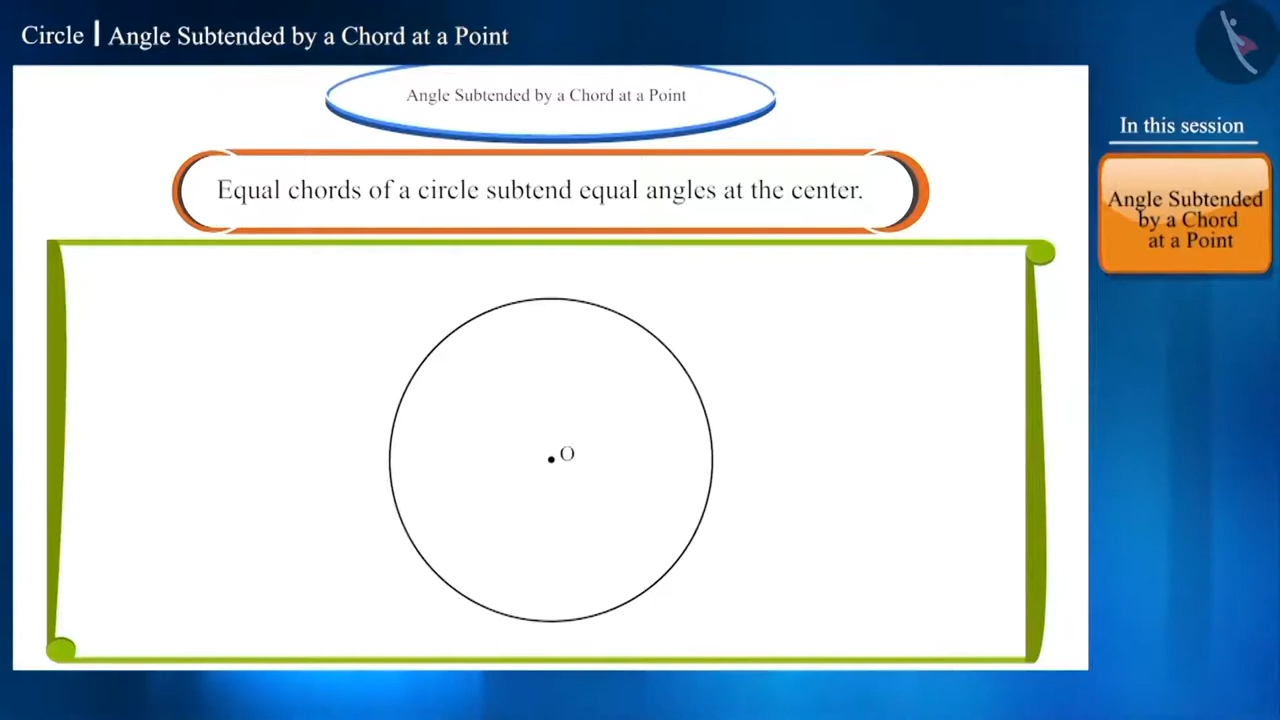 Circle | Angle Subtended by a Chord at a Point
Angle Subtended by a Chord at a Point
Equal chords of a circle subtend equal angles at the center.
In this session
Angle Subtended
by a Chord
at a Point
O